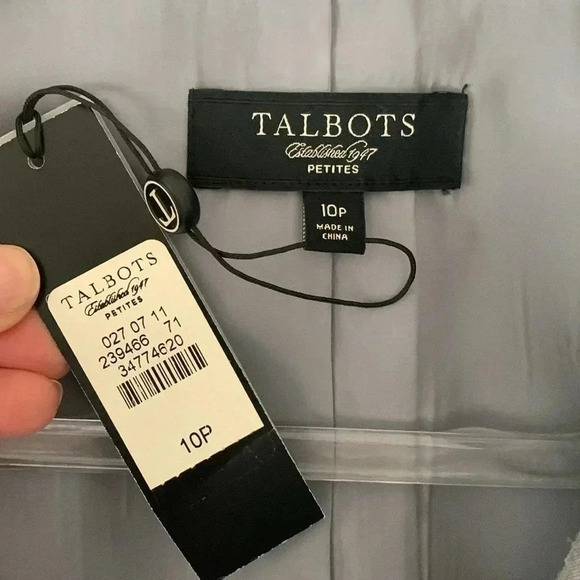 TALBOTS
Established 1947
PETITES
10P
MADE IN
CHINA
T
TALBOTS
Established 1947
PETITES
027 07 11
239466 71
34774620
10P